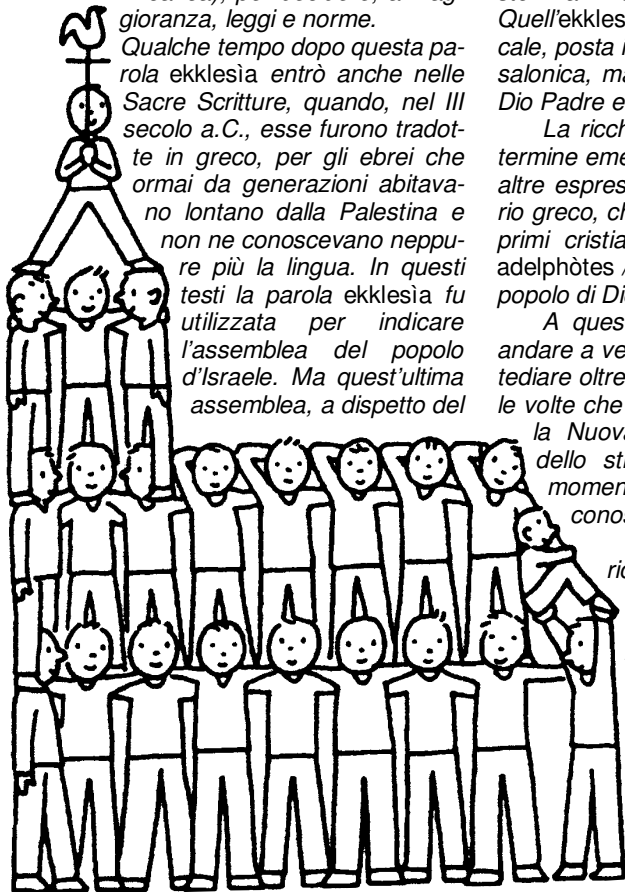 gioranza, leggi e norme.
Qualche tempo dopo questa pa-
rola ekklesìa entrò anche nelle
Sacre Scritture, quando, nel III
secolo a.C., esse furono tradot-
te in greco, per gli ebrei che
ormai da generazioni abitava-
no lontano dalla Palestina e
non ne conoscevano neppu-
re più la lingua. In questi
testi la parola ekklesìa fu
utilizzata per indicare
l'assemblea del popolo
d'Israele. Ma quest'ultima
assemblea, a dispetto del
Quell'ekkles
cale, posta
salonica, ma
Dio Padre e
La ricch
termine eme
altre espres
rio greco, ch
primi cristia
adelphòtes
popolo di Di
A ques
andare a ve
tediare oltre
le volte che
la Nuova
dello st
momen
conos
ric